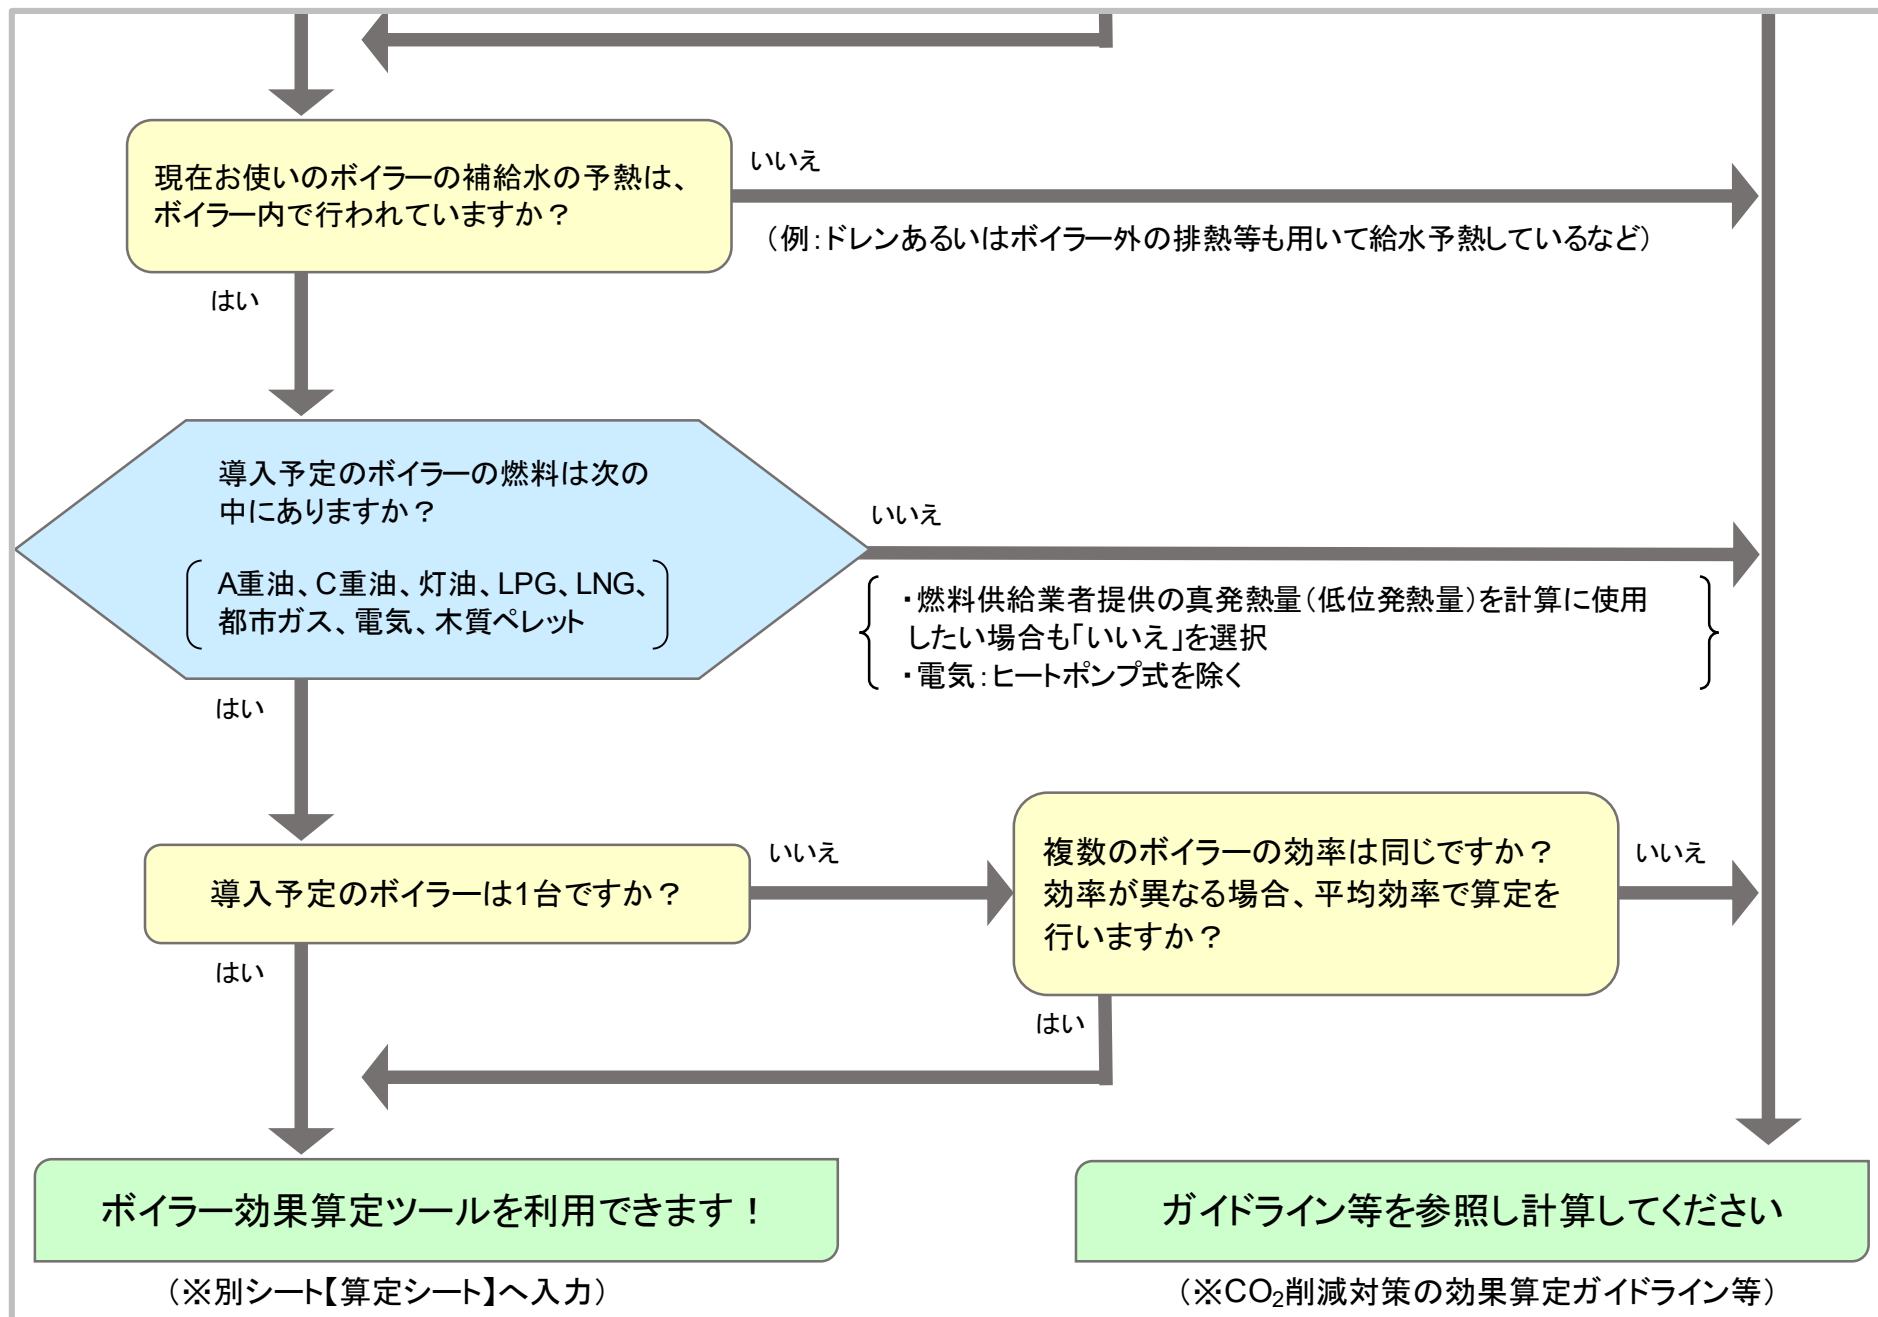 現在お使いのボイラーの補給水の予熱は、
ボイラー内で行われていますか？
いいえ
（例：ドレンあるいはボイラー外の排熱等も用いて給水予熱しているなど）
はい
導入予定のボイラーの燃料は次の
中にありますか？
A重油、C重油、灯油、LPG、LNG、
都市ガス、電気、木質ペレット
いいえ
・燃料供給業者提供の真発熱量（低位発熱量）を計算に使用
したい場合も「いいえ」を選択
・電気：ヒートポンプ式を除く
はい
導入予定のボイラーは1台ですか？
いいえ
複数のボイラーの効率は同じですか？
効率が異なる場合、平均効率で算定を
行いますか？
いいえ
はい
はい
ボイラー効果算定ツールを利用できます！
（※別シート【算定シート】へ入力）
ガイドライン等を参照し計算してください
（※CO₂削減対策の効果算定ガイドライン等）